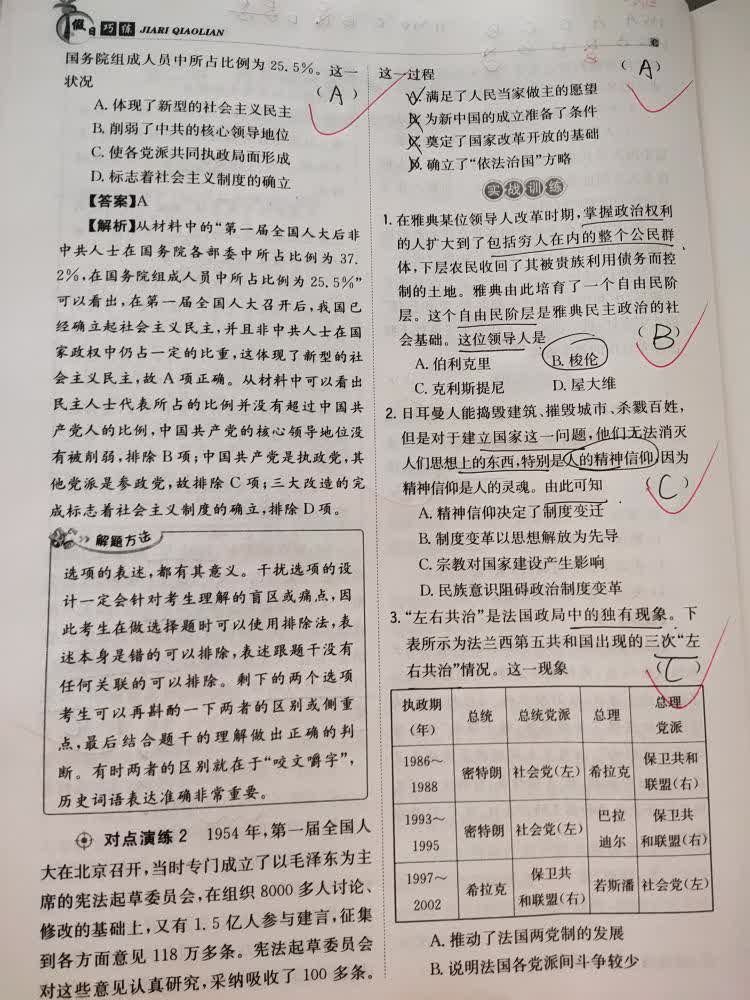 假日巧练 JIARI QIAOLIAN
国务院组成人员中所占比例为 25.5%。这一
状况
(A)
A. 体现了新型的社会主义民主
B. 削弱了中共的核心领导地位
C. 使各党派共同执政局面形成
D. 标志着社会主义制度的确立
【答案】A
【解析】从材料中的“第一届全国人大后非
中共人士在国务院各部委中所占比例为 37.
2%,在国务院组成人员中所占比例为 25.5%”
可以看出,在第一届全国人大召开后,我国已
经确立起社会主义民主,并且非中共人士在国
家政权中仍占一定的比重,这体现了新型的社
会主义民主,故 A 项正确。从材料中可以看出
民主人士代表所占的比例并没有超过中国共
产党人的比例,中国共产党的核心领导地位没
有被削弱,排除 B 项;中国共产党是执政党,其
他党派是参政党,故排除 C 项;三大改造的完
成标志着社会主义制度的确立,排除 D 项。
解题方法
选项的表述,都有其意义。干扰选项的设
计一定会针对考生理解的盲区或痛点,因
此考生在做选择题时可以使用排除法,表
述本身是错的可以排除,表述跟题干没有
任何关联的可以排除。剩下的两个选项
考生可以再斟酌一下两者的区别或侧重
点,最后结合题干的理解做出正确的判
断。有时两者的区别就在于“咬文嚼字”,
历史词语表达准确非常重要。
对点演练 2 1954 年,第一届全国人
大在北京召开,当时专门成立了以毛泽东为主
席的宪法起草委员会,在组织 8000 多人讨论、
修改的基础上,又有 1.5 亿人参与建言,征集
到各方面意见 118 万多条。宪法起草委员会
对这些意见认真研究,采纳吸收了 100 多条。
这一过程
(A)
A. 满足了人民当家做主的愿望
B. 为新中国的成立准备了条件
C. 奠定了国家改革开放的基础
D. 确立了“依法治国”方略
实战训练
1. 在雅典某位领导人改革时期,掌握政治权利
的人扩大到了包括穷人在内的整个公民群
体,下层农民收回了其被贵族利用债务而控
制的土地。雅典由此培育了一个自由民阶
层。这个自由民阶层是雅典民主政治的社
会基础。这位领导人是
(B)
A. 伯利克里 B. 梭伦
C. 克利斯提尼 D. 屋大维
2. 日耳曼人能捣毁建筑、摧毁城市、杀戮百姓,
但是对于建立国家这一问题,他们无法消灭
人们思想上的东西,特别是人的精神信仰,因为
精神信仰是人的灵魂。由此可知
(C)
A. 精神信仰决定了制度变迁
B. 制度变革以思想解放为先导
C. 宗教对国家建设产生影响
D. 民族意识阻碍政治制度变革
3. “左右共治”是法国政局中的独有现象。下
表所示为法兰西第五共和国出现的三次“左
右共治”情况。这一现象
(C)
执政期(年) 总统 总统党派 总理 总理党派
1986~1988 密特朗 社会党(左) 希拉克 保卫共和联盟(右)
1993~1995 密特朗 社会党(左) 巴拉迪尔 保卫共和联盟(右)
1997~2002 希拉克 保卫共和联盟(右) 若斯潘 社会党(左)
A. 推动了法国两党制的发展
B. 说明法国各党派间斗争较少